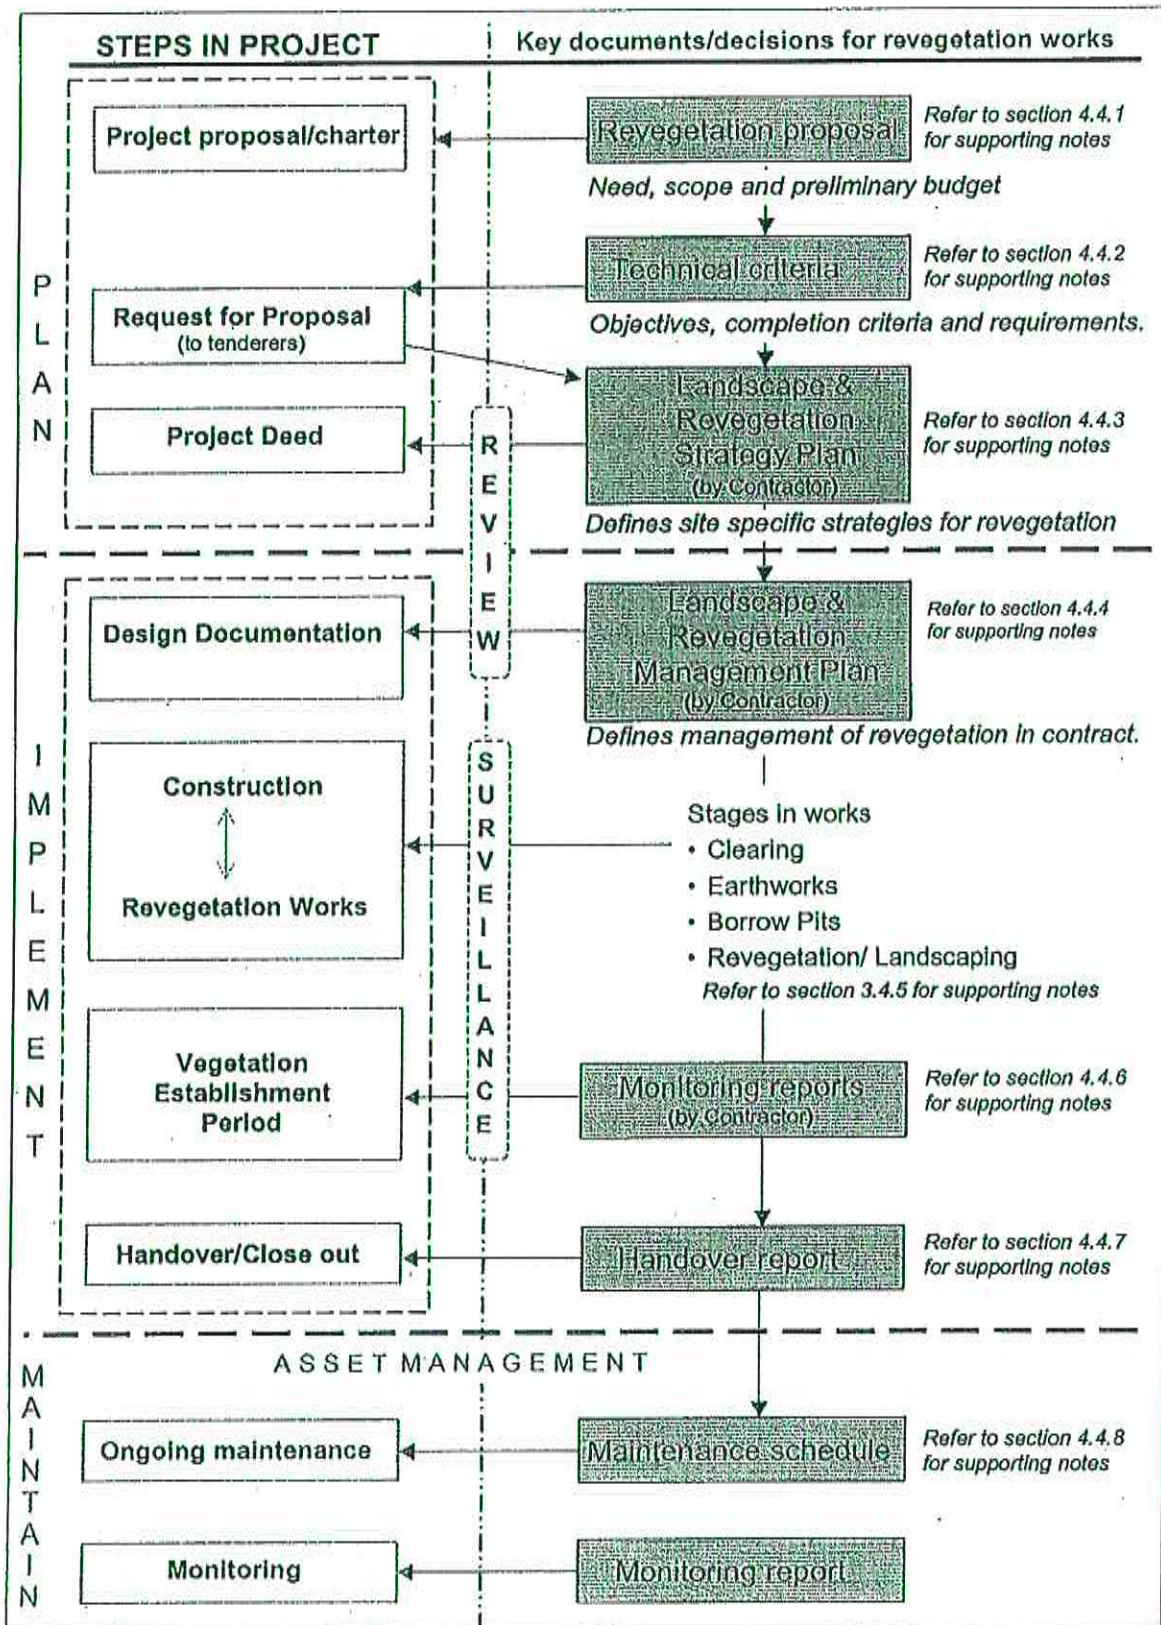 STEPS IN PROJECT
Key documents/decisions for revegetation works
PLAN
Project proposal/charter
Revegetation proposal
Refer to section 4.4.1
for supporting notes
Need, scope and preliminary budget
Technical criteria
Refer to section 4.4.2
for supporting notes
Request for Proposal
(to tenderers)
Objectives, completion criteria and requirements.
Project Deed
Landscape &
Revegetation
Strategy Plan
(by Contractor)
Refer to section 4.4.3
for supporting notes
Defines site specific strategies for revegetation
REVIEW
IMPLEMENT
Design Documentation
Landscape &
Revegetation
Management Plan
(by Contractor)
Refer to section 4.4.4
for supporting notes
Defines management of revegetation in contract.
SURVEILLANCE
Construction
Revegetation Works
Stages in works
• Clearing
• Earthworks
• Borrow Pits
• Revegetation/ Landscaping
Refer to section 3.4.5 for supporting notes
Vegetation
Establishment
Period
Monitoring reports
(by Contractor)
Refer to section 4.4.6
for supporting notes
Handover/Close out
Handover report
Refer to section 4.4.7
for supporting notes
ASSET MANAGEMENT
MAINTAIN
Ongoing maintenance
Maintenance schedule
Refer to section 4.4.8
for supporting notes
Monitoring
Monitoring report